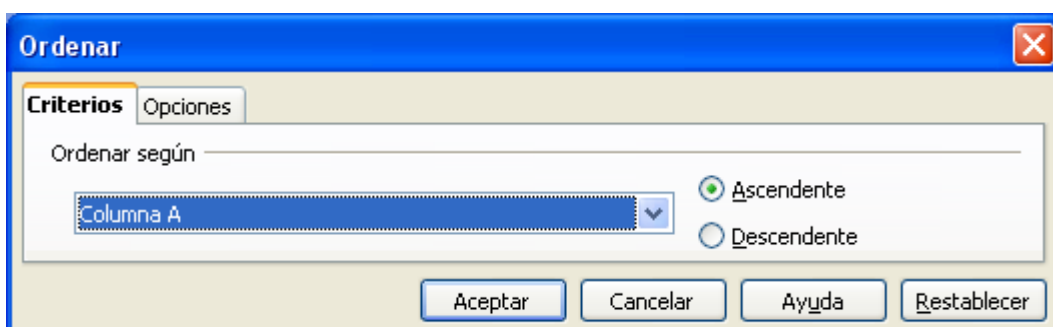 Ordenar
Criterios Opciones
Ordenar según
Columna A
Ascendente
Descendente
Aceptar Cancelar Ayuda Restablecer